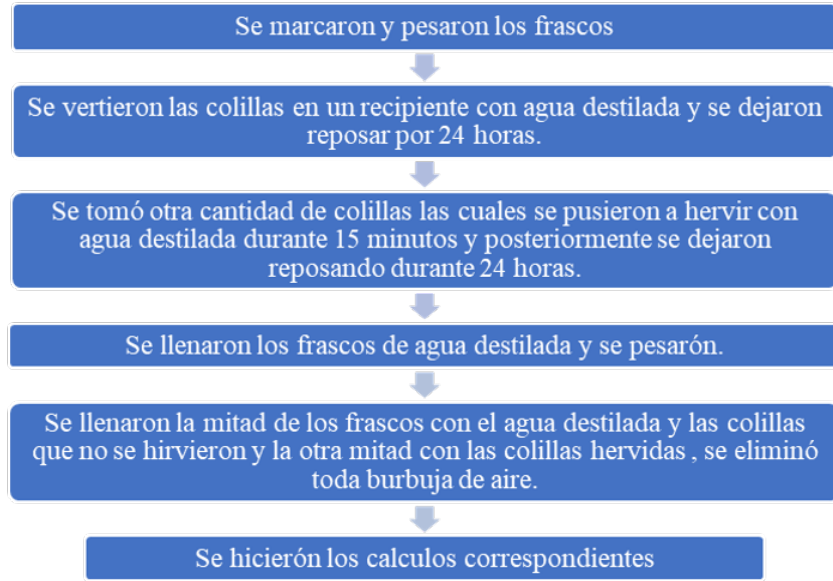 Se marcaron y pesaron los frascos
Se vertieron las colillas en un recipiente con agua destilada y se dejaron
reposar por 24 horas.
Se tomó otra cantidad de colillas las cuales se pusieron a hervir con
agua destilada durante 15 minutos y posteriormente se dejaron
reposando durante 24 horas.
Se llenaron los frascos de agua destilada y se pesarón.
Se llenaron la mitad de los frascos con el agua destilada y las colillas
que no se hirvieron y la otra mitad con las colillas hervidas , se eliminó
toda burbuja de aire.
Se hicierón los calculos correspondientes